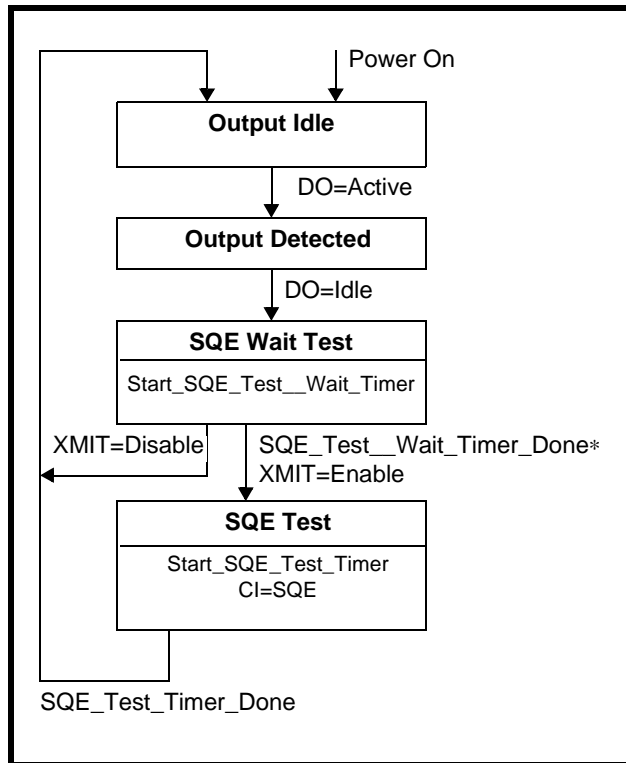 Power On
Output Idle
DO=Active
Output Detected
DO=Idle
SQE Wait Test
Start_SQE_Test__Wait_Timer
XMIT=Disable
SQE_Test__Wait_Timer_Done*
XMIT=Enable
SQE Test
Start_SQE_Test_Timer
CI=SQE
SQE_Test_Timer_Done